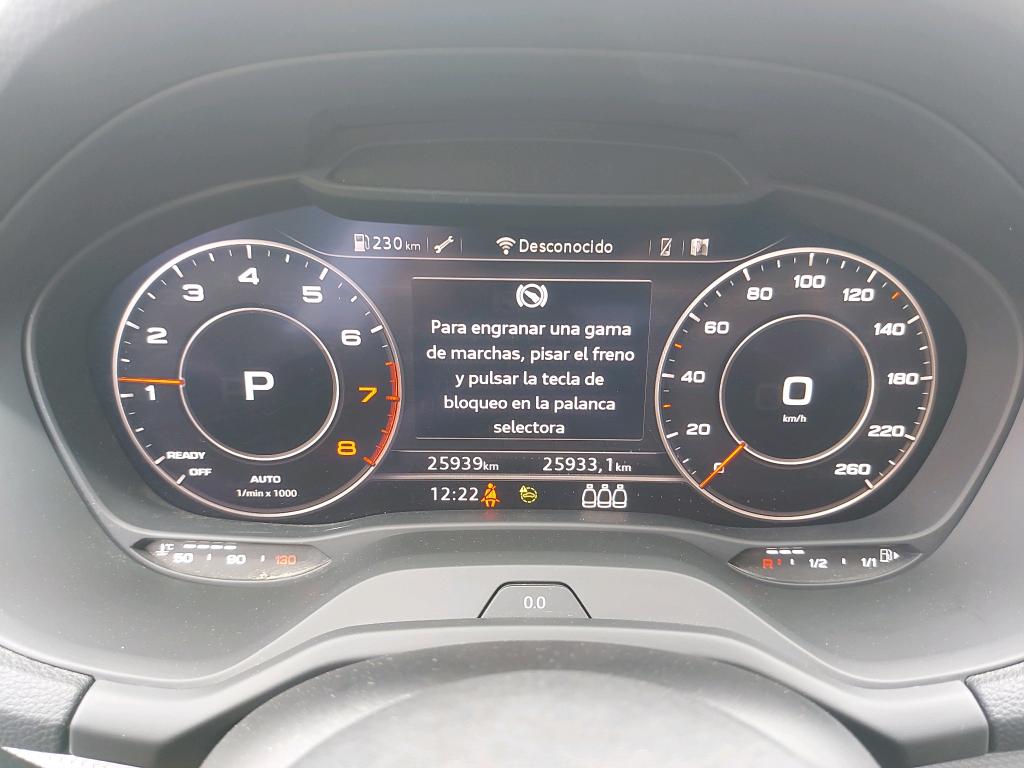 230 km
Desconocido
Para engranar una gama
de marchas, pisar el freno
y pulsar la tecla de
bloqueo en la palanca
selectora
1
2
3
4
5
6
7
8
P
READY
OFF
AUTO
1/min x 1000
0
20
40
60
80
100
120
140
180
220
260
0
km/h
25939km 25933,1km
12:22
°C
50 90 130
R 1/2 1/1
0.0